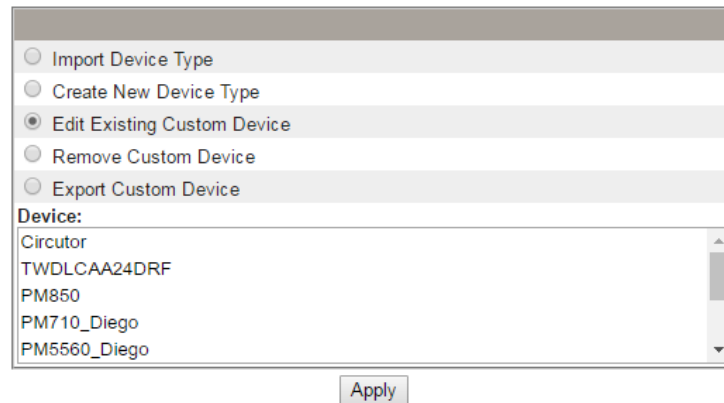 Import Device Type
Create New Device Type
Edit Existing Custom Device
Remove Custom Device
Export Custom Device
Device:
Circutor
TWDLCAA24DRF
PM850
PM710_Diego
PM5560_Diego
Apply